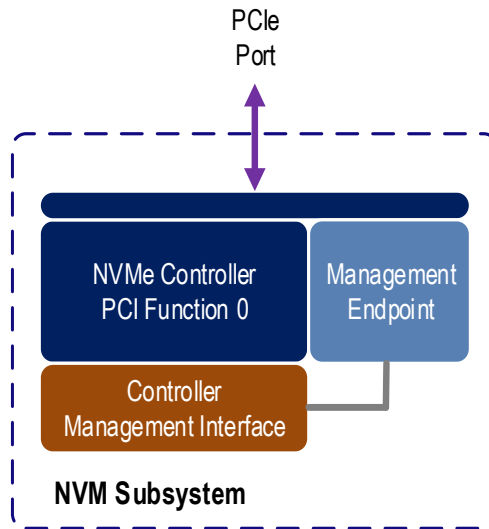 PCIe
Port
NVMe Controller
PCI Function 0
Management
Endpoint
Controller
Management Interface
NVM Subsystem